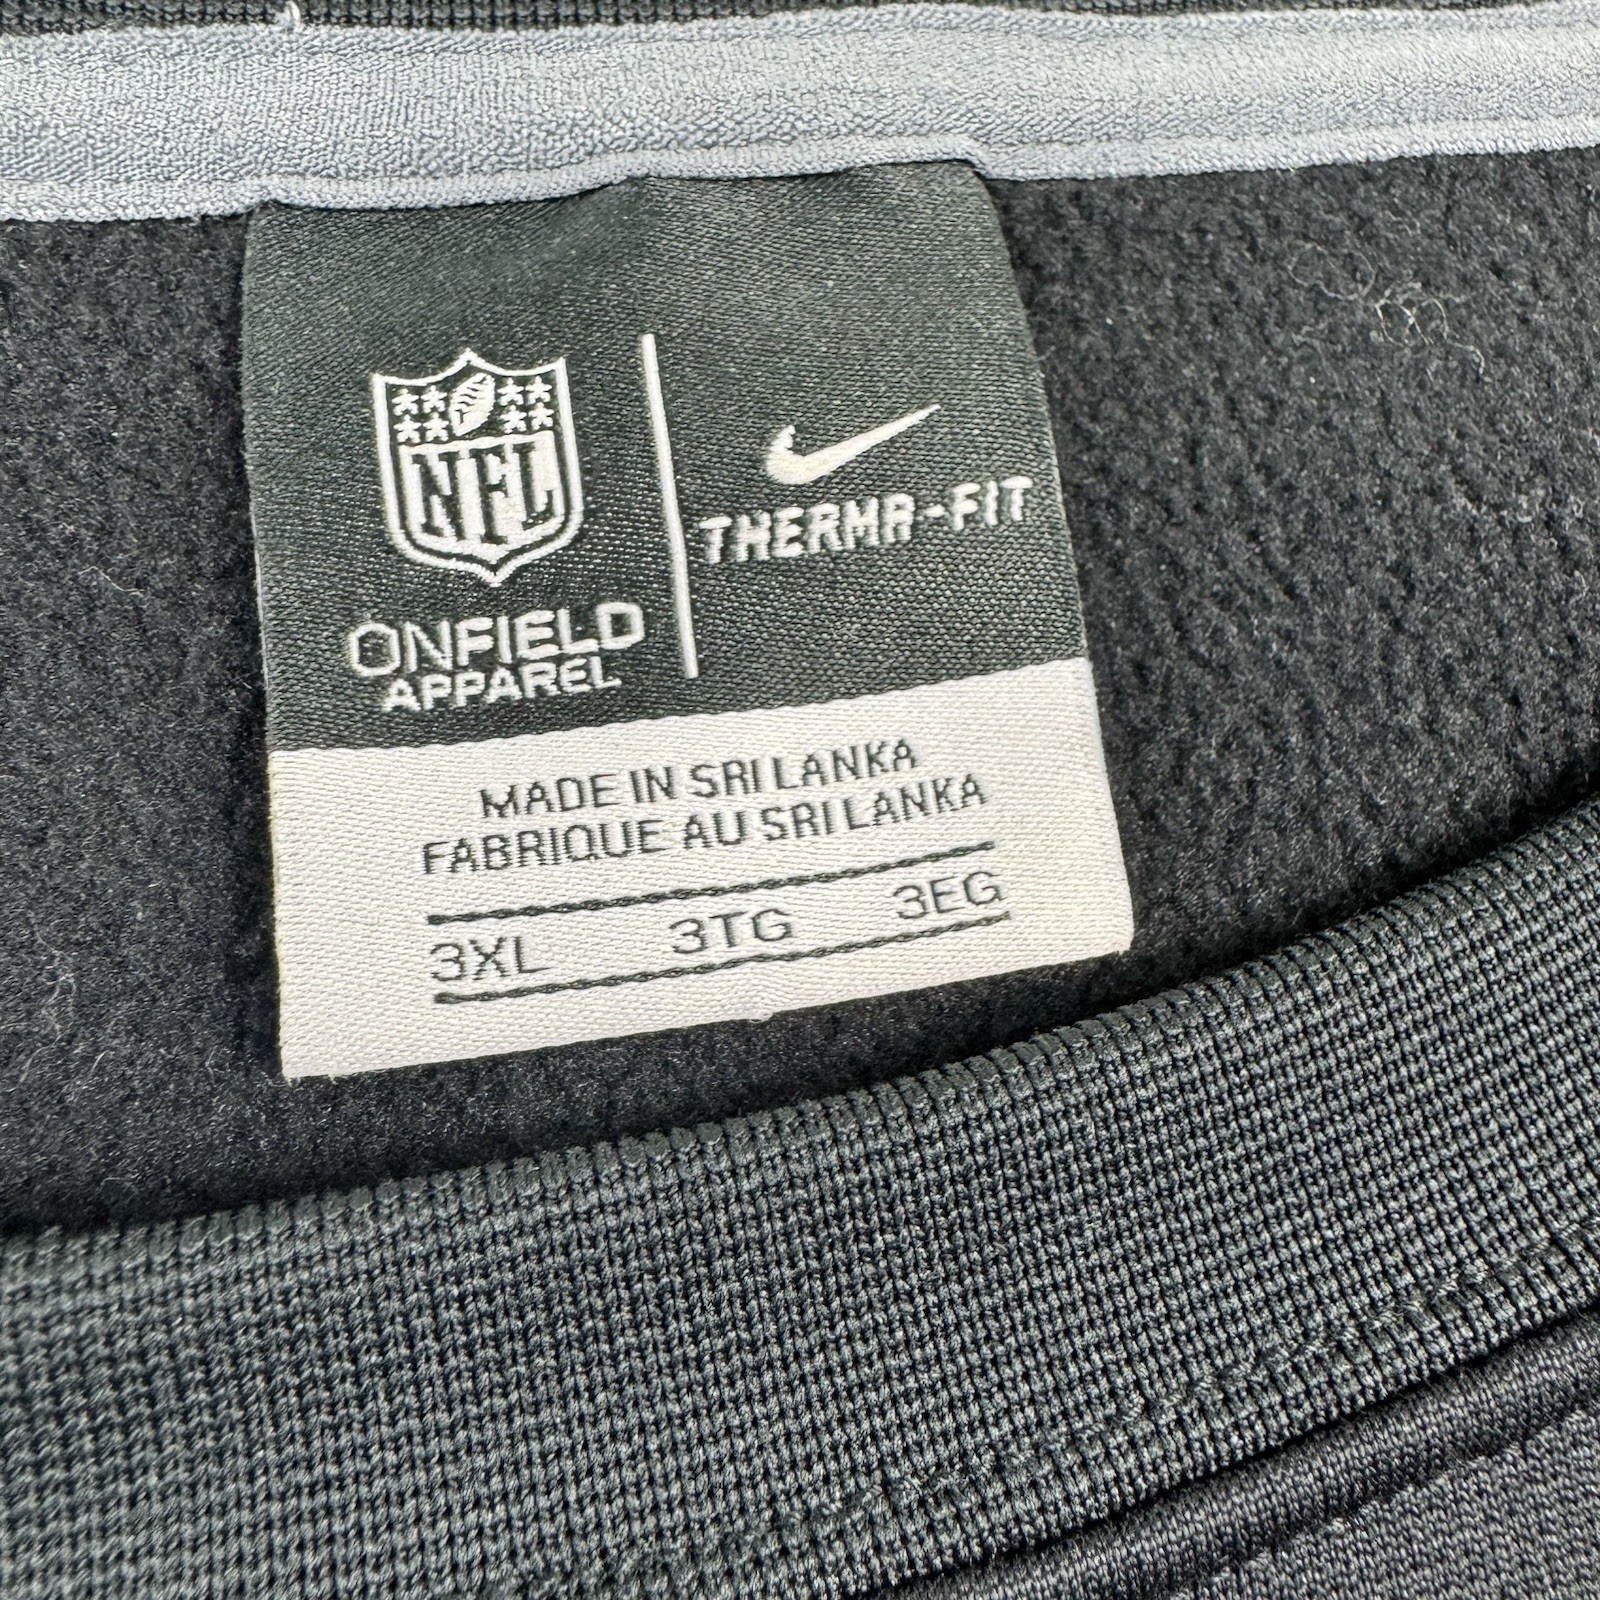 NFL
ONFIELD
APPAREL
THERMA-FIT
MADE IN SRI LANKA
FABRIQUE AU SRI LANKA
3XL 3TG 3EG